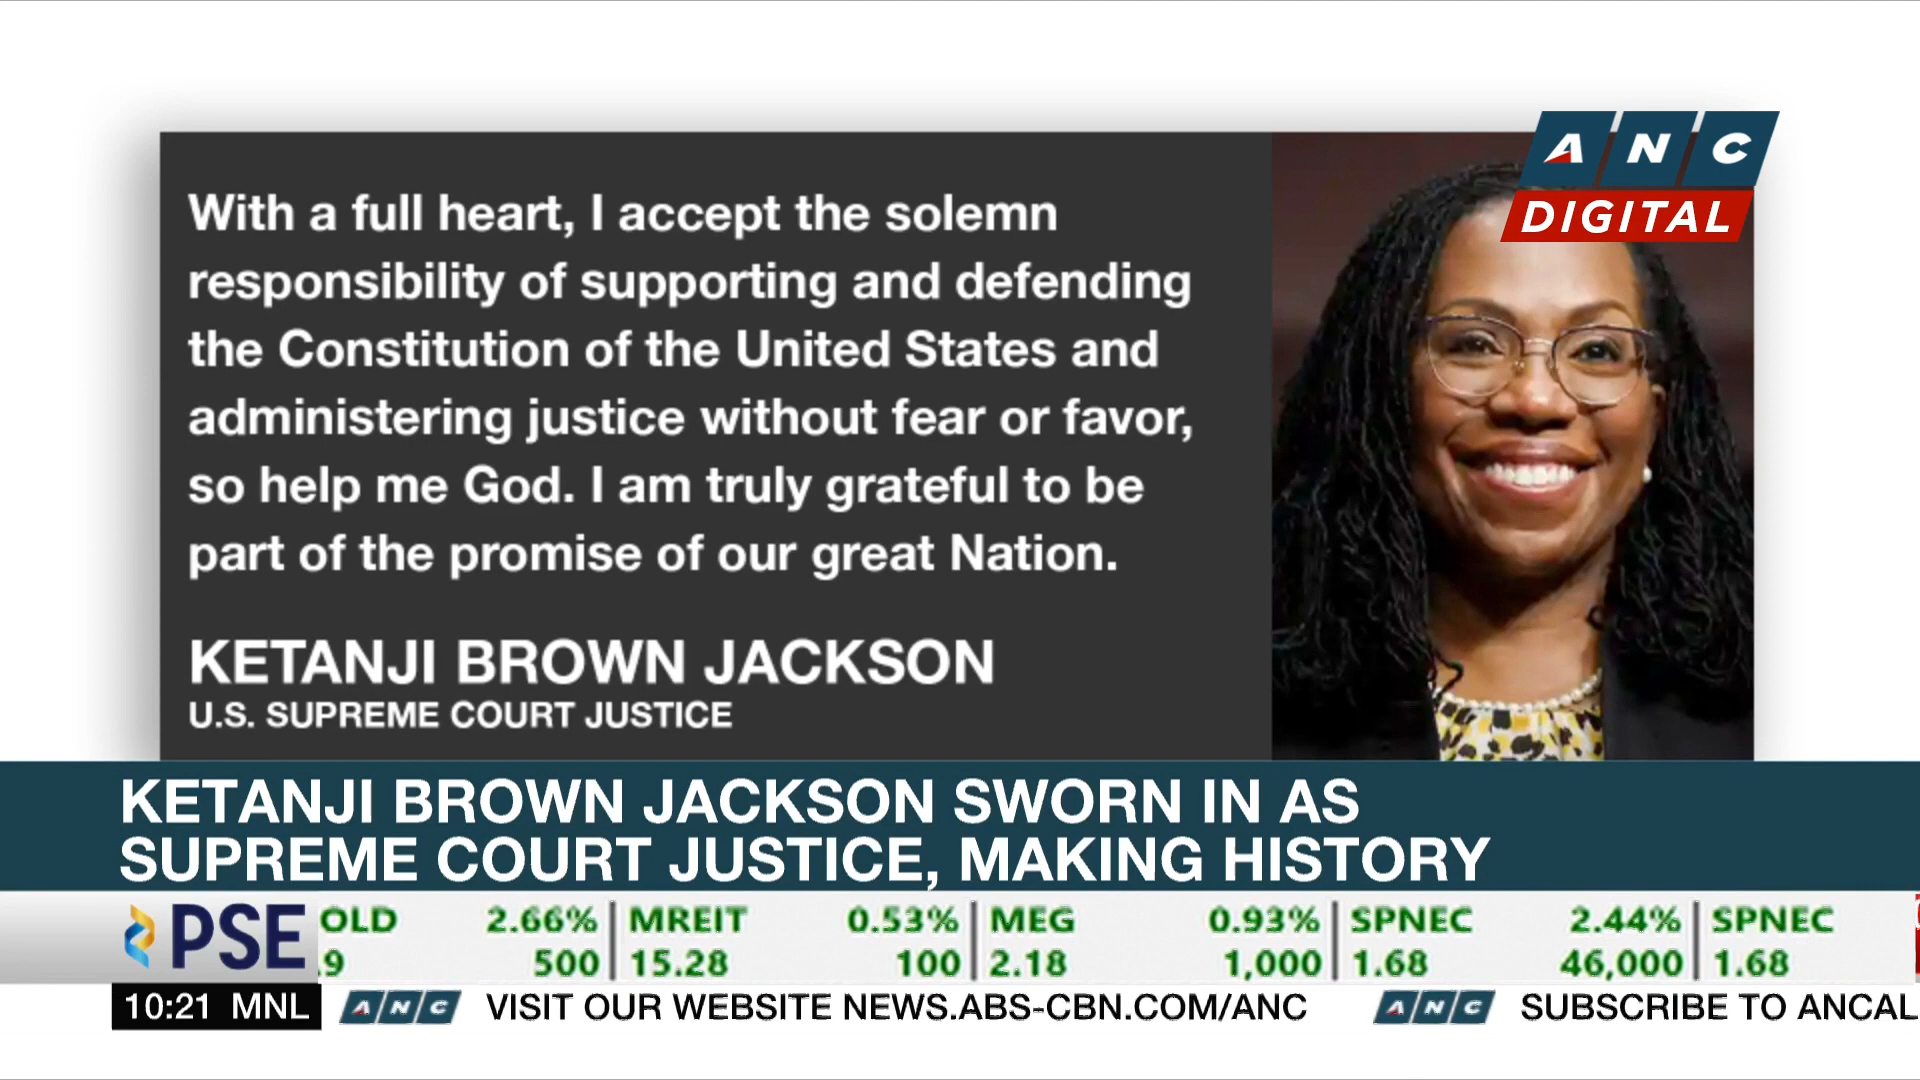 ANC
DIGITAL
With a full heart, I accept the solemn
responsibility of supporting and defending
the Constitution of the United States and
administering justice without fear or favor,
so help me God. I am truly grateful to be
part of the promise of our great Nation.
KETANJI BROWN JACKSON
U.S. SUPREME COURT JUSTICE
KETANJI BROWN JACKSON SWORN IN AS
SUPREME COURT JUSTICE, MAKING HISTORY
PSE OLD 2.66% MREIT 0.53% MEG 0.93% SPNEC 2.44% SPNEC
.9 500 15.28 100 2.18 1,000 1.68 46,000 1.68
10:21 MNL ANC VISIT OUR WEBSITE NEWS.ABS-CBN.COM/ANC ANC SUBSCRIBE TO ANCAL